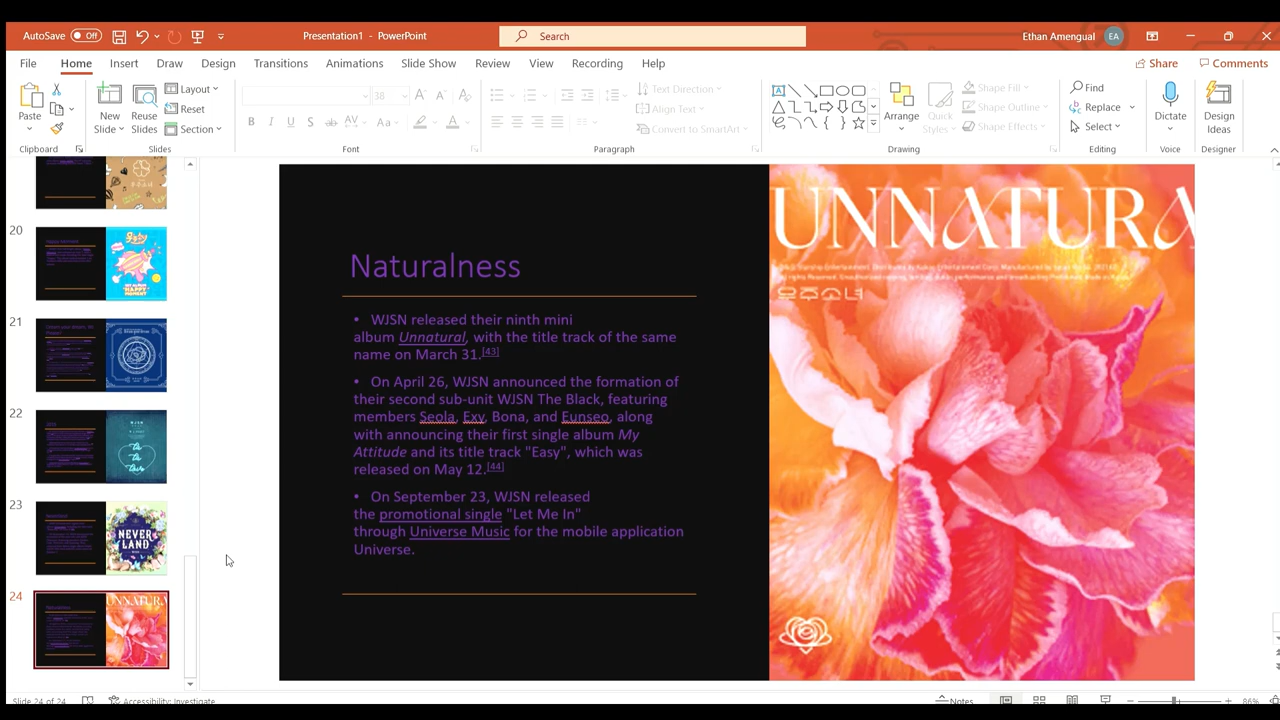 AutoSave Off Presentation1 - PowerPoint Search Ethan Amengual EA
File Home Insert Draw Design Transitions Animations Slide Show Review View Recording Help Share Comments
Paste New Slide Reuse Slides Layout Reset Section
38
B I U S ab AV Aa A
Text Direction
Align Text
Convert to SmartArt
Arrange Quick Styles
Shape Fill
Shape Outline
Shape Effects
Find
Replace
Select
Dictate Design Ideas
Clipboard Slides Font Paragraph Drawing Editing Voice Designer
20
21
22
23
NEVER
LAND
24
UNNATURA
Naturalness
• WJSN released their ninth mini
album Unnatural, with the title track of the same
name on March 31.[43]
• On April 26, WJSN announced the formation of
their second sub-unit WJSN The Black, featuring
members Seola, Exy, Bona, and Eunseo, along
with announcing their first single album My
Attitude and its title track "Easy", which was
released on May 12.[44]
• On September 23, WJSN released
the promotional single "Let Me In"
through Universe Music for the mobile application
Universe.
UNNATURA
우주소녀
Slide 24 of 24 Accessibility: Investigate Notes 86%